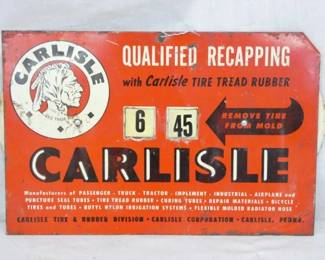 CARLISLE
RED TREAD
QUALIFIED RECAPPING
with Carlisle TIRE TREAD RUBBER
6 45
REMOVE TIRE
FROM MOLD
CARLISLE
Manufacturers of PASSENGER · TRUCK · TRACTOR · IMPLEMENT · INDUSTRIAL · AIRPLANE and
PUNCTURE SEAL TUBES · TIRE TREAD RUBBER · CURING TUBES · REPAIR MATERIALS · BICYCLE
TIRES and TUBES · BUTYL NYLON IRRIGATION SYSTEMS · FLEXIBLE MOLDED RADIATOR HOSE
CARLISLE TIRE & RUBBER DIVISION · CARLISLE CORPORATION · CARLISLE, PENNA.